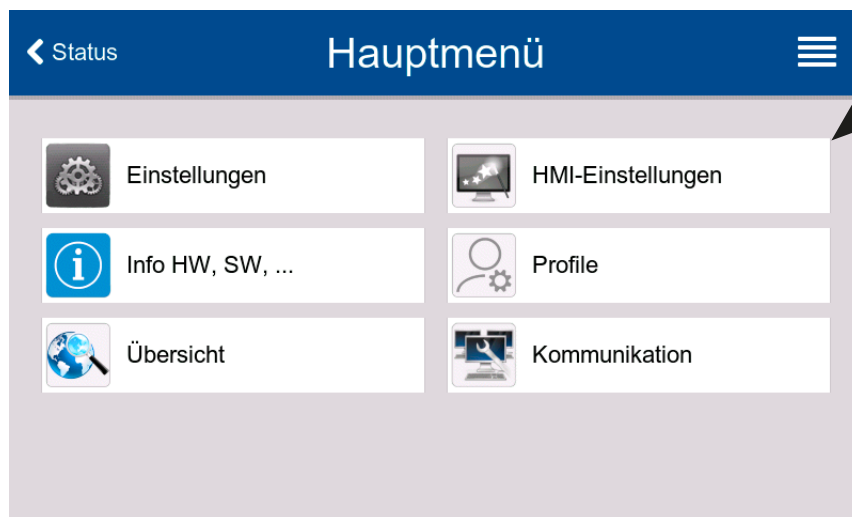 Status
Hauptmenü
Einstellungen
HMI-Einstellungen
Info HW, SW, ...
Profile
Übersicht
Kommunikation